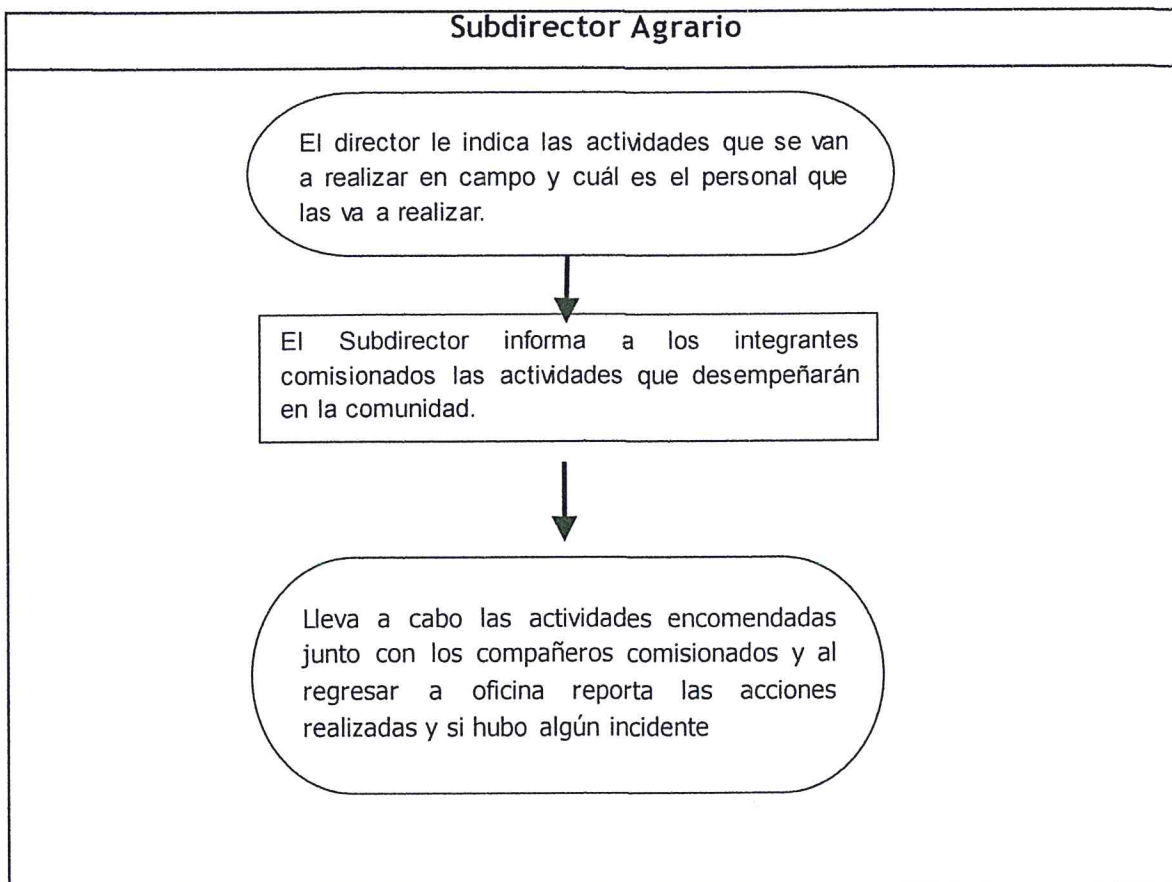 Subdirector Agrario
El director le indica las actividades que se van
a realizar en campo y cuál es el personal que
las va a realizar.
El Subdirector informa a los integrantes
comisionados las actividades que desempeñarán
en la comunidad.
Lleva a cabo las actividades encomendadas
junto con los compañeros comisionados y al
regresar a oficina reporta las acciones
realizadas y si hubo algún incidente